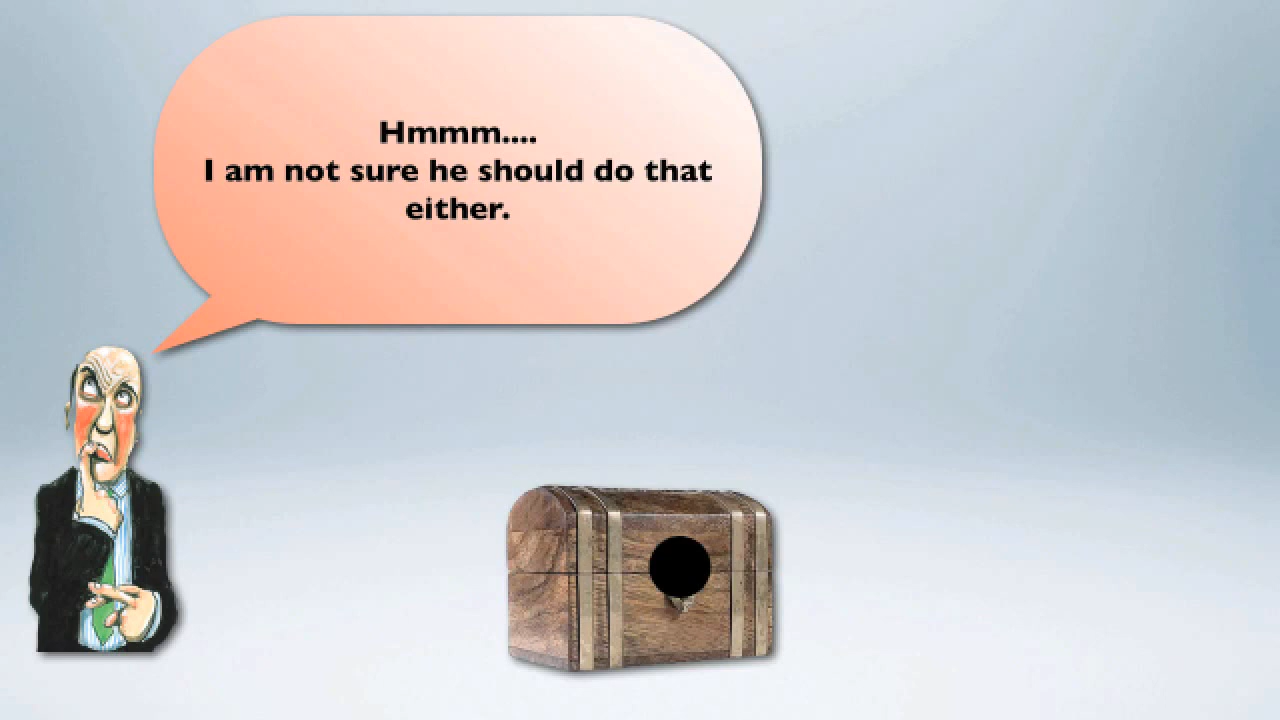 Hmmm....
I am not sure he should do that
either.